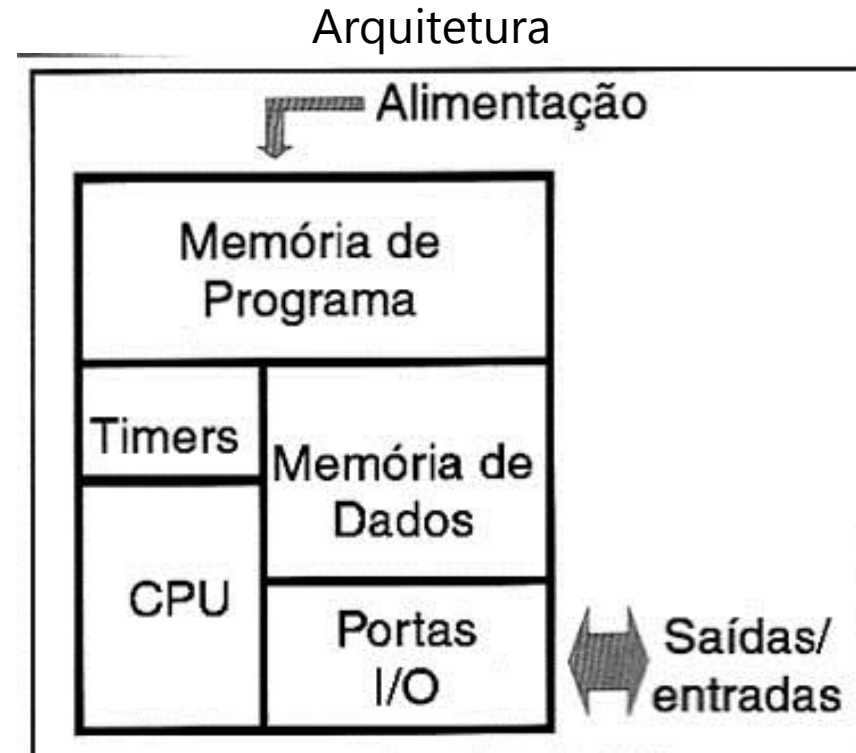 Arquitetura
Alimentação
Memória de
Programa
Timers
Memória de
Dados
CPU
Portas
I/O
Saídas/
entradas